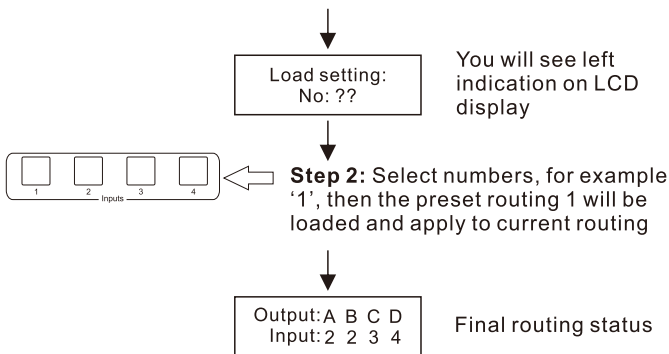 Load setting:
No: ??
You will see left
indication on LCD
display
1 2 3 4
Inputs
Step 2: Select numbers, for example
‘1’, then the preset routing 1 will be
loaded and apply to current routing
Output: A B C D
Input: 2 2 3 4
Final routing status